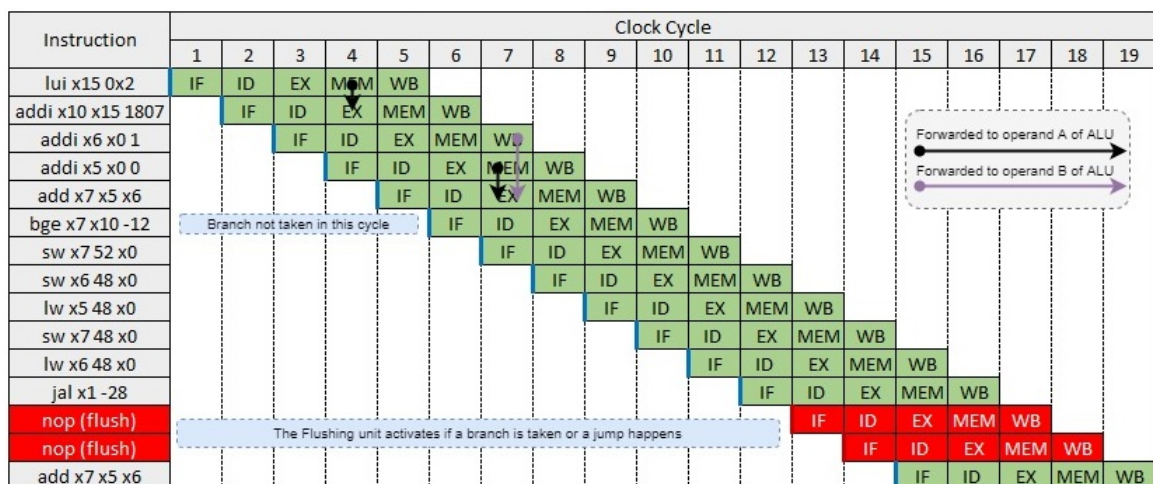 Instruction
Clock Cycle
1 2 3 4 5 6 7 8 9 10 11 12 13 14 15 16 17 18 19
lui x15 0x2 IF ID EX MEM WB
addi x10 x15 1807 IF ID EX MEM WB
addi x6 x0 1 IF ID EX MEM WB
addi x5 x0 0 IF ID EX MEM WB
add x7 x5 x6 IF ID EX MEM WB
bge x7 x10 -12 IF ID EX MEM WB
sw x7 52 x0 IF ID EX MEM WB
sw x6 48 x0 IF ID EX MEM WB
lw x5 48 x0 IF ID EX MEM WB
sw x7 48 x0 IF ID EX MEM WB
lw x6 48 x0 IF ID EX MEM WB
jal x1 -28 IF ID EX MEM WB
nop (flush) IF ID EX MEM WB
nop (flush) IF ID EX MEM WB
add x7 x5 x6 IF ID EX MEM WB
Forwarded to operand A of ALU
Forwarded to operand B of ALU
Branch not taken in this cycle
The Flushing unit activates if a branch is taken or a jump happens